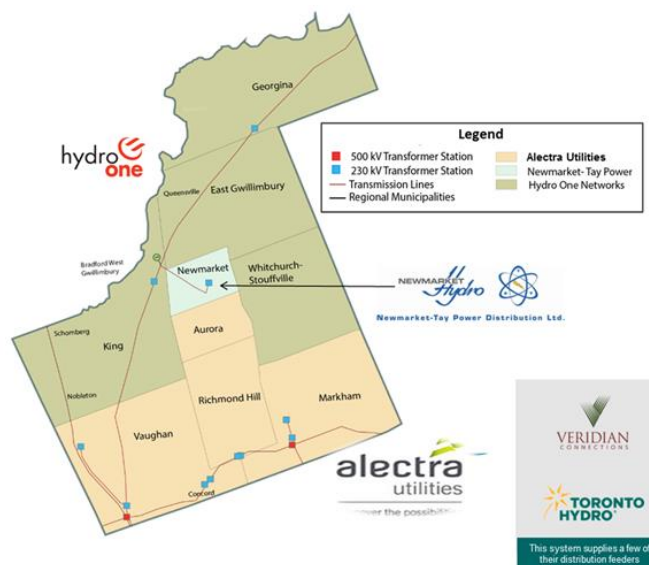 Georgina
hydro
one
Legend
500 kV Transformer Station
230 kV Transformer Station
Transmission Lines
Regional Municipalities
Alectra Utilities
Newmarket- Tay Power
Hydro One Networks
Queensville
East Gwillimbury
Bradford West
Gwillimbury
Newmarket
Whitchurch-
Stouffville
NEWMARKET
Hydro
Newmarket-Tay Power Distribution Ltd.
Aurora
Schomberg
King
Nobleton
Richmond Hill
Markham
Vaughan
Concord
alectra
utilities
over the possibilities
VERIDIAN
CONNECTIONS
TORONTO
HYDRO
This system supplies a few of
their distribution feeders